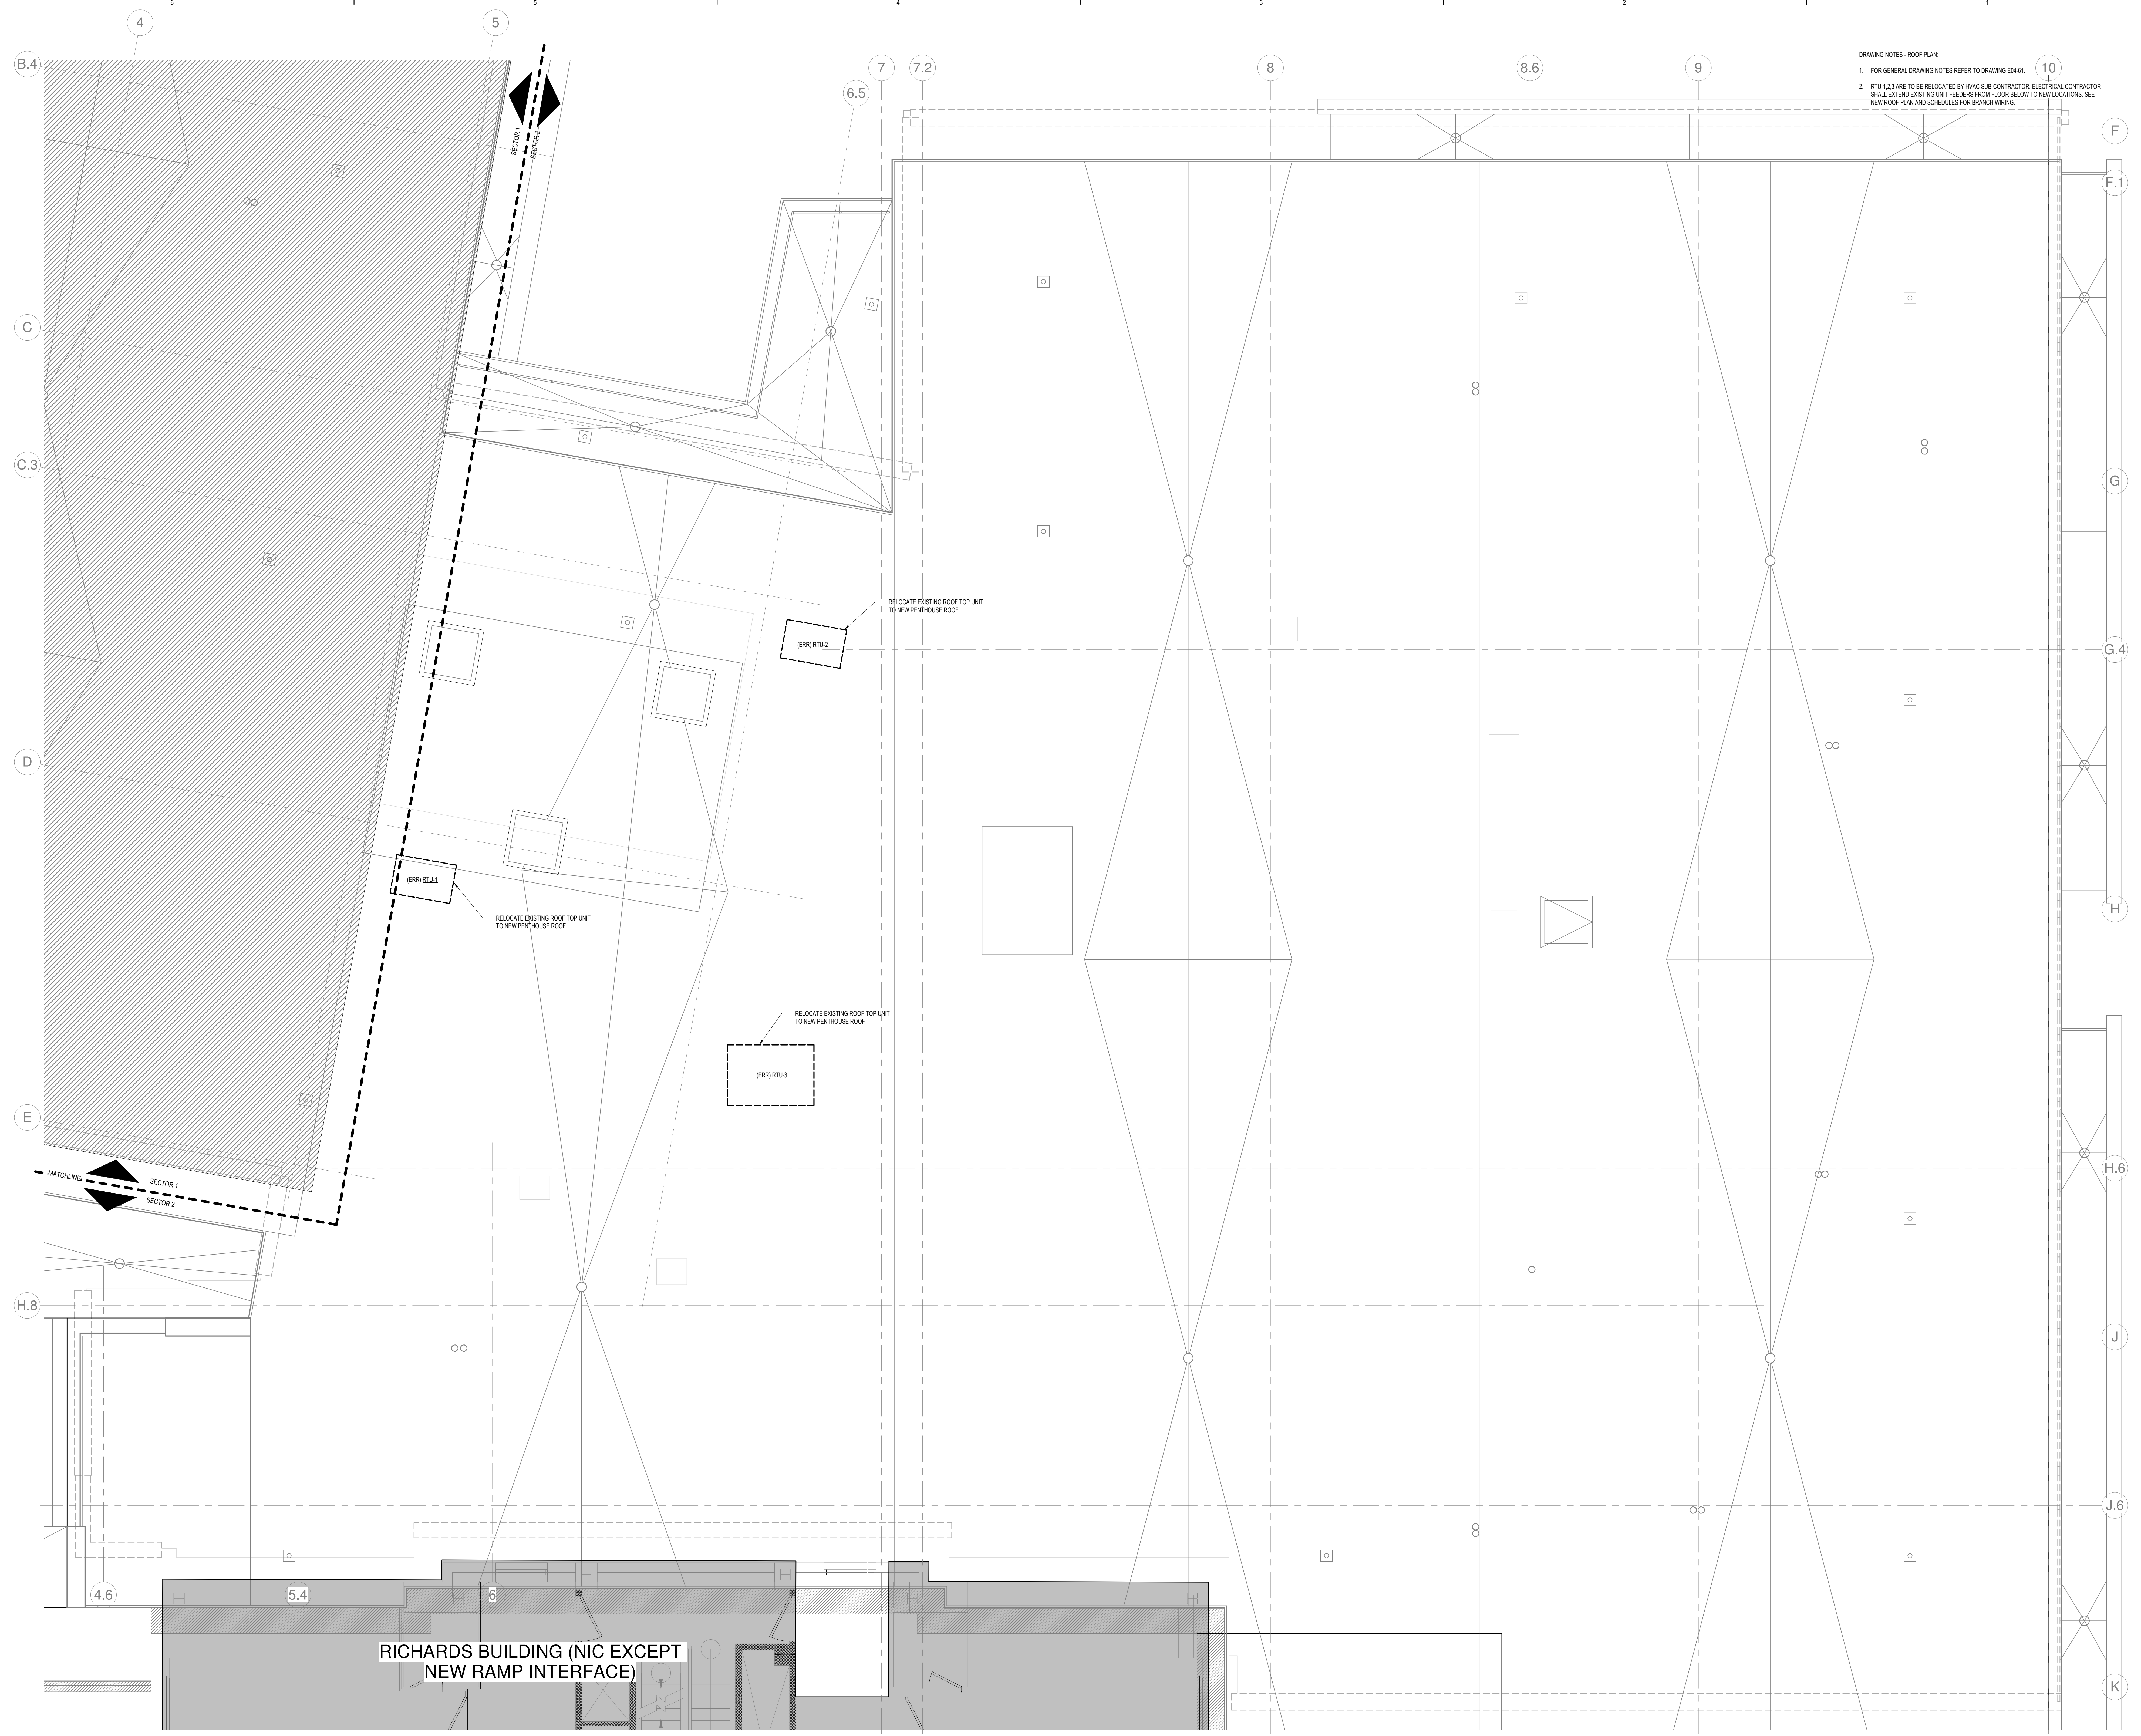 6
5
4
3
2
1
4
5
B.4
7
7.2
8
8.6
9
10
6.5
DRAWING NOTES - ROOF PLAN:
1. FOR GENERAL DRAWING NOTES REFER TO DRAWING E04-61.
2. RTU-1,2,3 ARE TO BE RELOCATED BY HVAC SUB-CONTRACTOR. ELECTRICAL CONTRACTOR
SHALL EXTEND EXISTING UNIT FEEDERS FROM FLOOR BELOW TO NEW LOCATIONS. SEE
NEW ROOF PLAN AND SCHEDULES FOR BRANCH WIRING.
SECTOR 1
SECTOR 2
F
F.1
C
C.3
G
RELOCATE EXISTING ROOF TOP UNIT
TO NEW PENTHOUSE ROOF
(ERR) RTU-2
G.4
D
(ERR) RTU-1
RELOCATE EXISTING ROOF TOP UNIT
TO NEW PENTHOUSE ROOF
H
RELOCATE EXISTING ROOF TOP UNIT
TO NEW PENTHOUSE ROOF
(ERR) RTU-3
E
MATCHLINE
SECTOR 1
SECTOR 2
H.6
H.8
J
J.6
4.6
5.4
6
RICHARDS BUILDING (NIC EXCEPT
NEW RAMP INTERFACE)
K